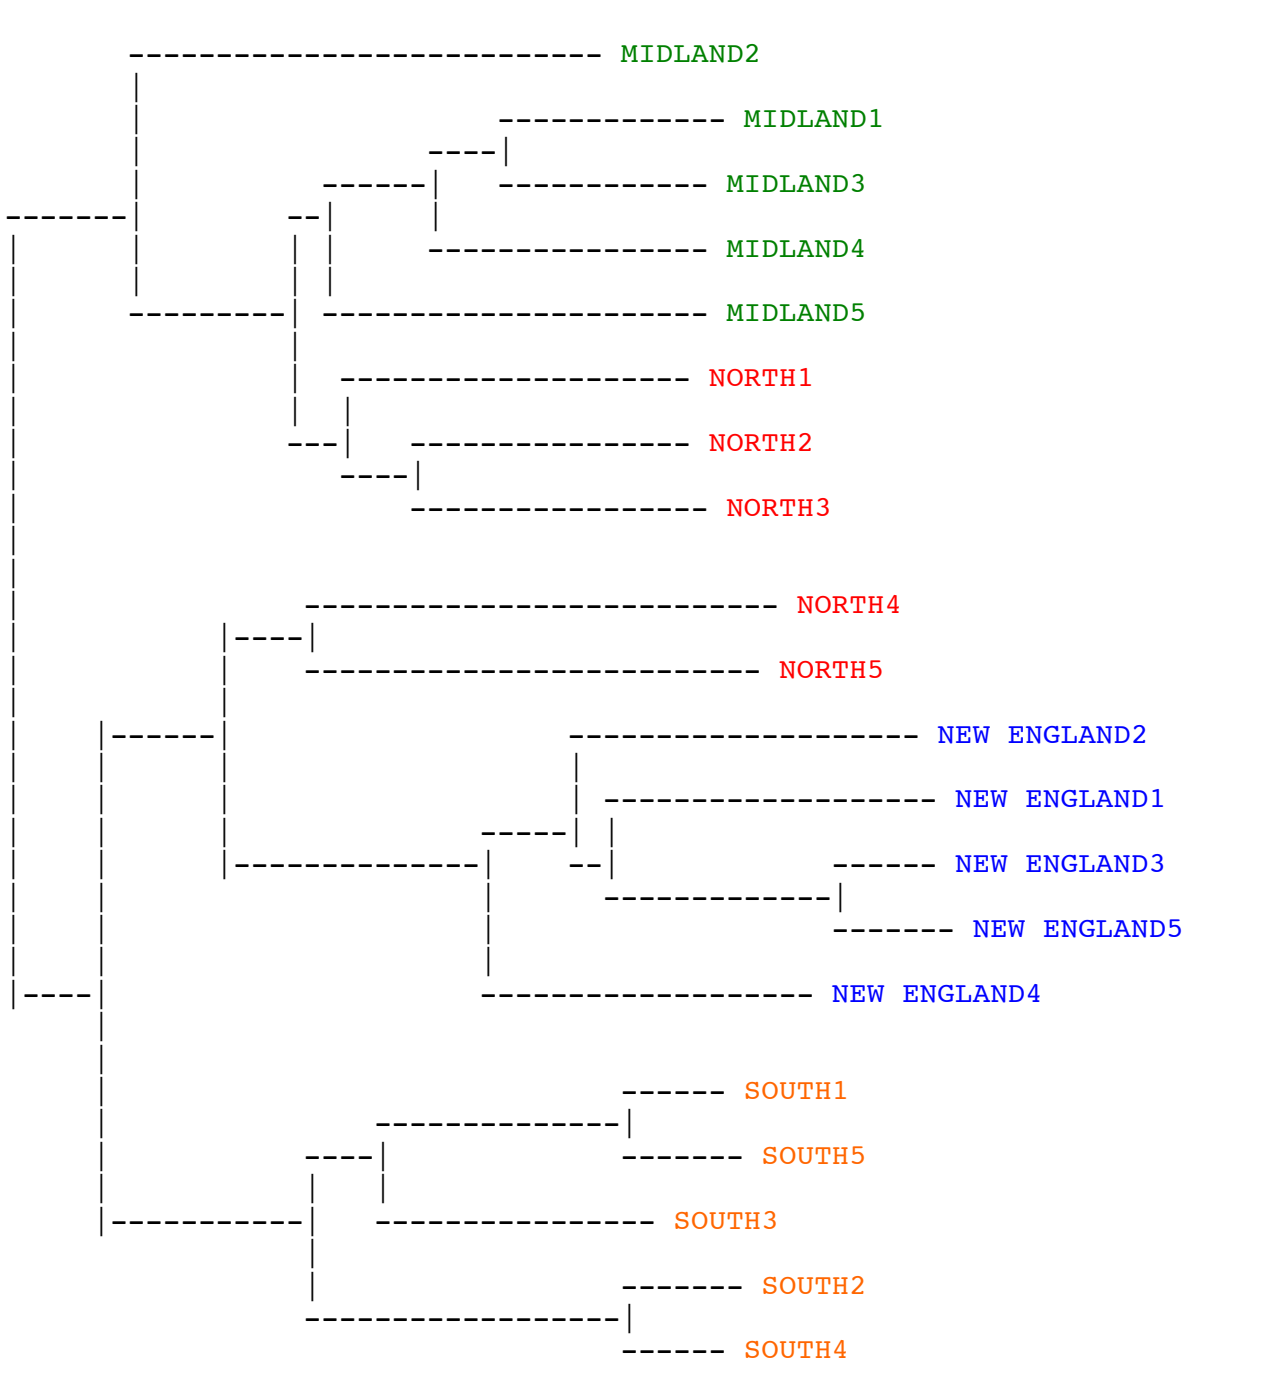 MIDLAND2
MIDLAND1
MIDLAND3
MIDLAND4
MIDLAND5
NORTH1
NORTH2
NORTH3
NORTH4
NORTH5
NEW ENGLAND2
NEW ENGLAND1
NEW ENGLAND3
NEW ENGLAND5
NEW ENGLAND4
SOUTH1
SOUTH5
SOUTH3
SOUTH2
SOUTH4